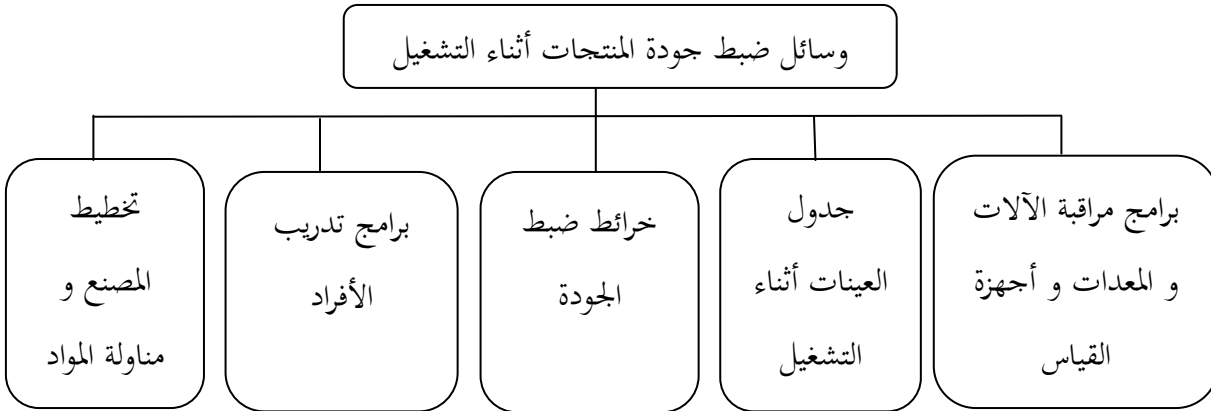 وسائل ضبط جودة المنتجات أثناء التشغيل
برامج مراقبة الآلات
و المعدات و أجهزة
القياس
جدول
العينات أثناء
التشغيل
خرائط ضبط
الجودة
برامج تدريب
الأفراد
تخطيط
المصنع و
مناولة المواد